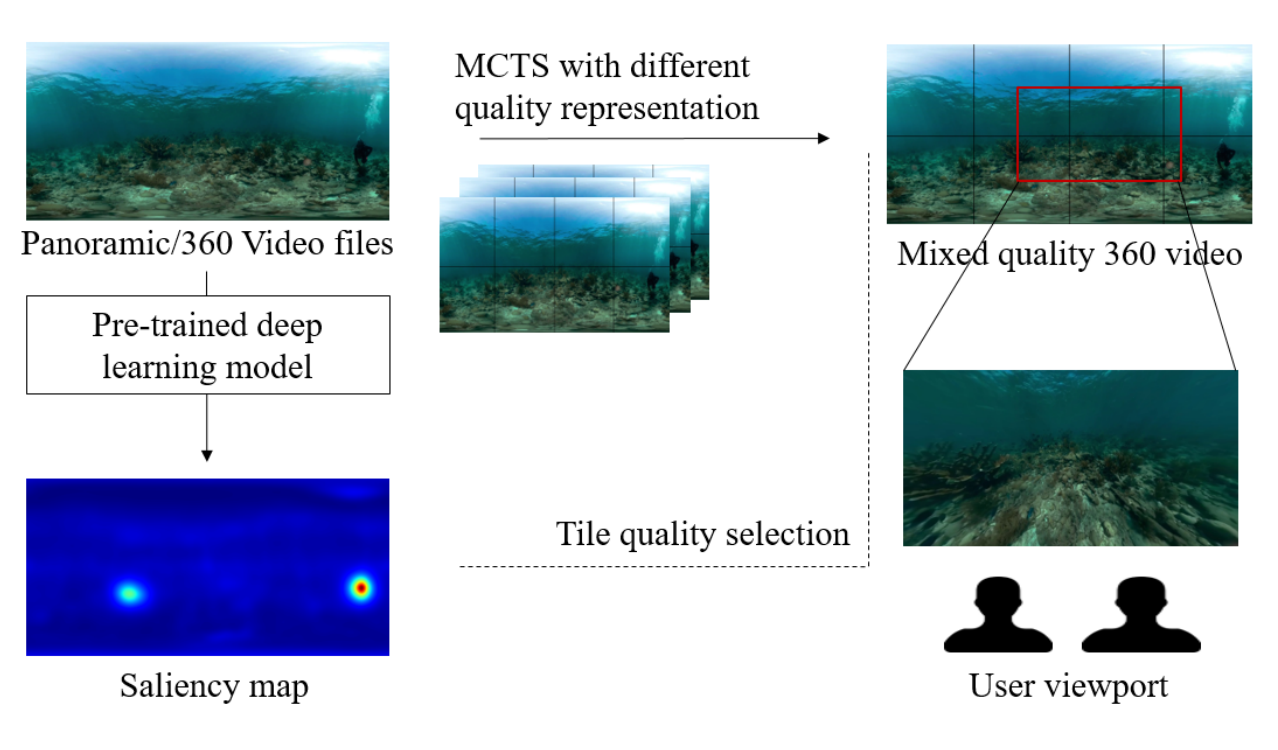 MCTS with different
quality representation
Panoramic/360 Video files
Mixed quality 360 video
Pre-trained deep
learning model
Tile quality selection
Saliency map
User viewport